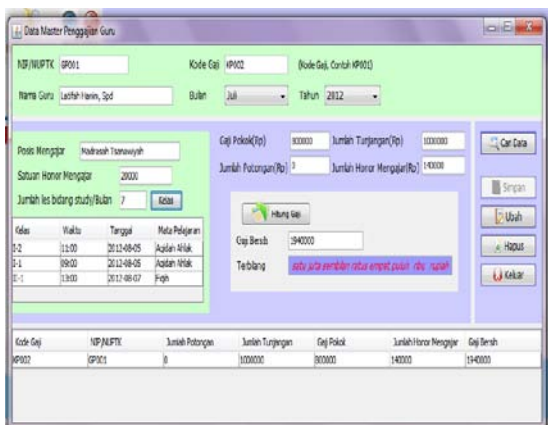 Data Master Penggajian Guru
NIP/NUPTK GP001 Kode Gaji KP002 (Kode Gaji, Contoh KP001)
Nama Guru Latifah Hanim, Spd Bulan Juli Tahun 2012
Gaji Pokok(Rp) 800000 Jumlah Tunjangan(Rp) 1000000
Jumlah Potongan(Rp) 0 Jumlah Honor Mengajar(Rp) 140000
Posis Mengajar Madrasah Tsanawiyah
Satuan Honor Mengajar 20000
Jumlah les bidang study/Bulan 7 Kelas
Kelas Waktu Tanggal Mata Pelajaran
I-2 11:00 2012-08-05 Aqidah Ahlak
I-1 09:00 2012-08-05 Aqidah Ahlak
II-1 13:00 2012-08-07 Fiqih
Hitung Gaji
Gaji Bersih 1940000
Terbilang satu juta sembilan ratus empat puluh ribu rupiah
Cari Data
Simpan
Ubah
Hapus
Keluar
Kode Gaji NIP/NUPTK Jumlah Potongan Jumlah Tunjangan Gaji Pokok Jumlah Honor Mengajar Gaji Bersih
KP002 GP001 0 1000000 800000 140000 1940000